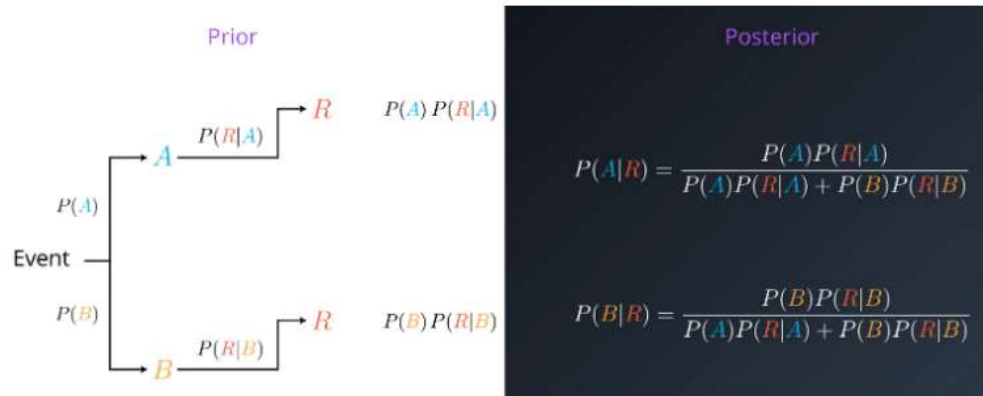 Prior
R P(A) P(R|A)
P(R|A)
A
P(A)
Event
P(B)
R P(B) P(R|B)
P(R|B)
B
Posterior
P(A|R) = P(A)P(R|A)
P(A)P(R|A) + P(B)P(R|B)
P(B|R) = P(B)P(R|B)
P(A)P(R|A) + P(B)P(R|B)